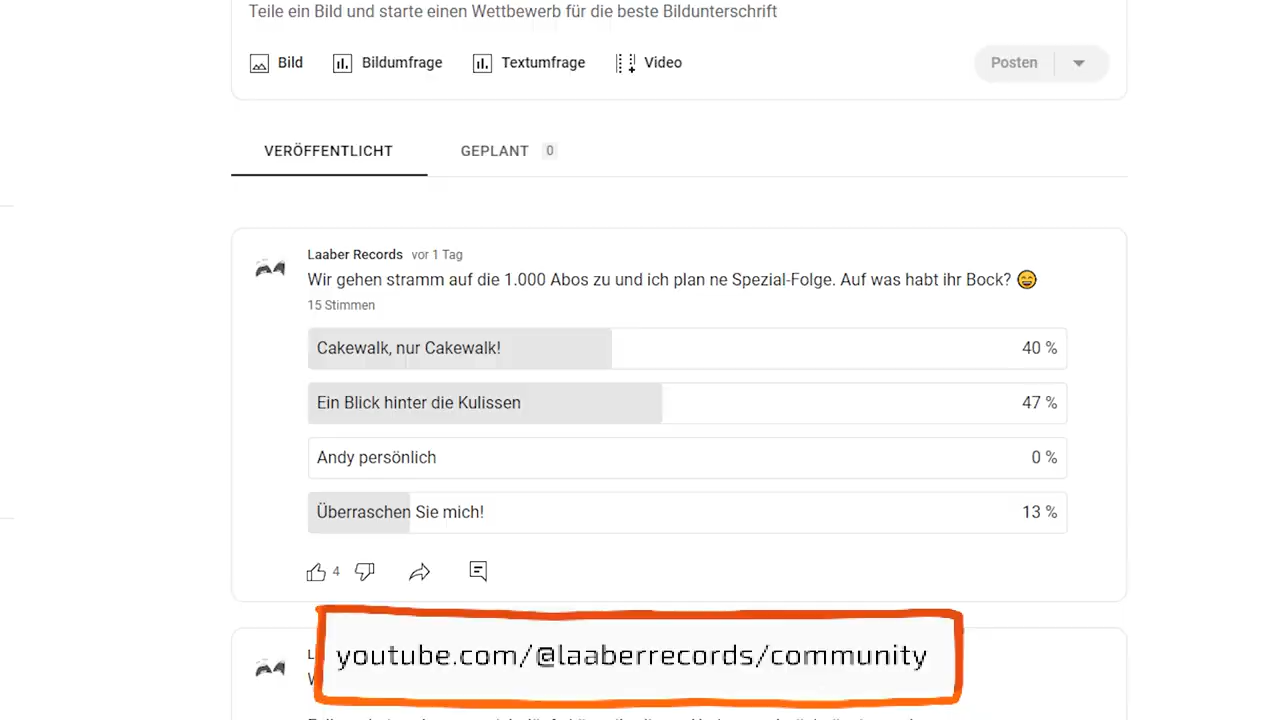 Teile ein Bild und starte einen Wettbewerb für die beste Bildunterschrift
Bild Bildumfrage Textumfrage Video Posten
VERÖFFENTLICHT GEPLANT 0
Laaber Records vor 1 Tag
Wir gehen stramm auf die 1.000 Abos zu und ich plan ne Spezial-Folge. Auf was habt ihr Bock? 😄
15 Stimmen
Cakewalk, nur Cakewalk! 40 %
Ein Blick hinter die Kulissen 47 %
Andy persönlich 0 %
Überraschen Sie mich! 13 %
4
youtube.com/@laaberrecords/community